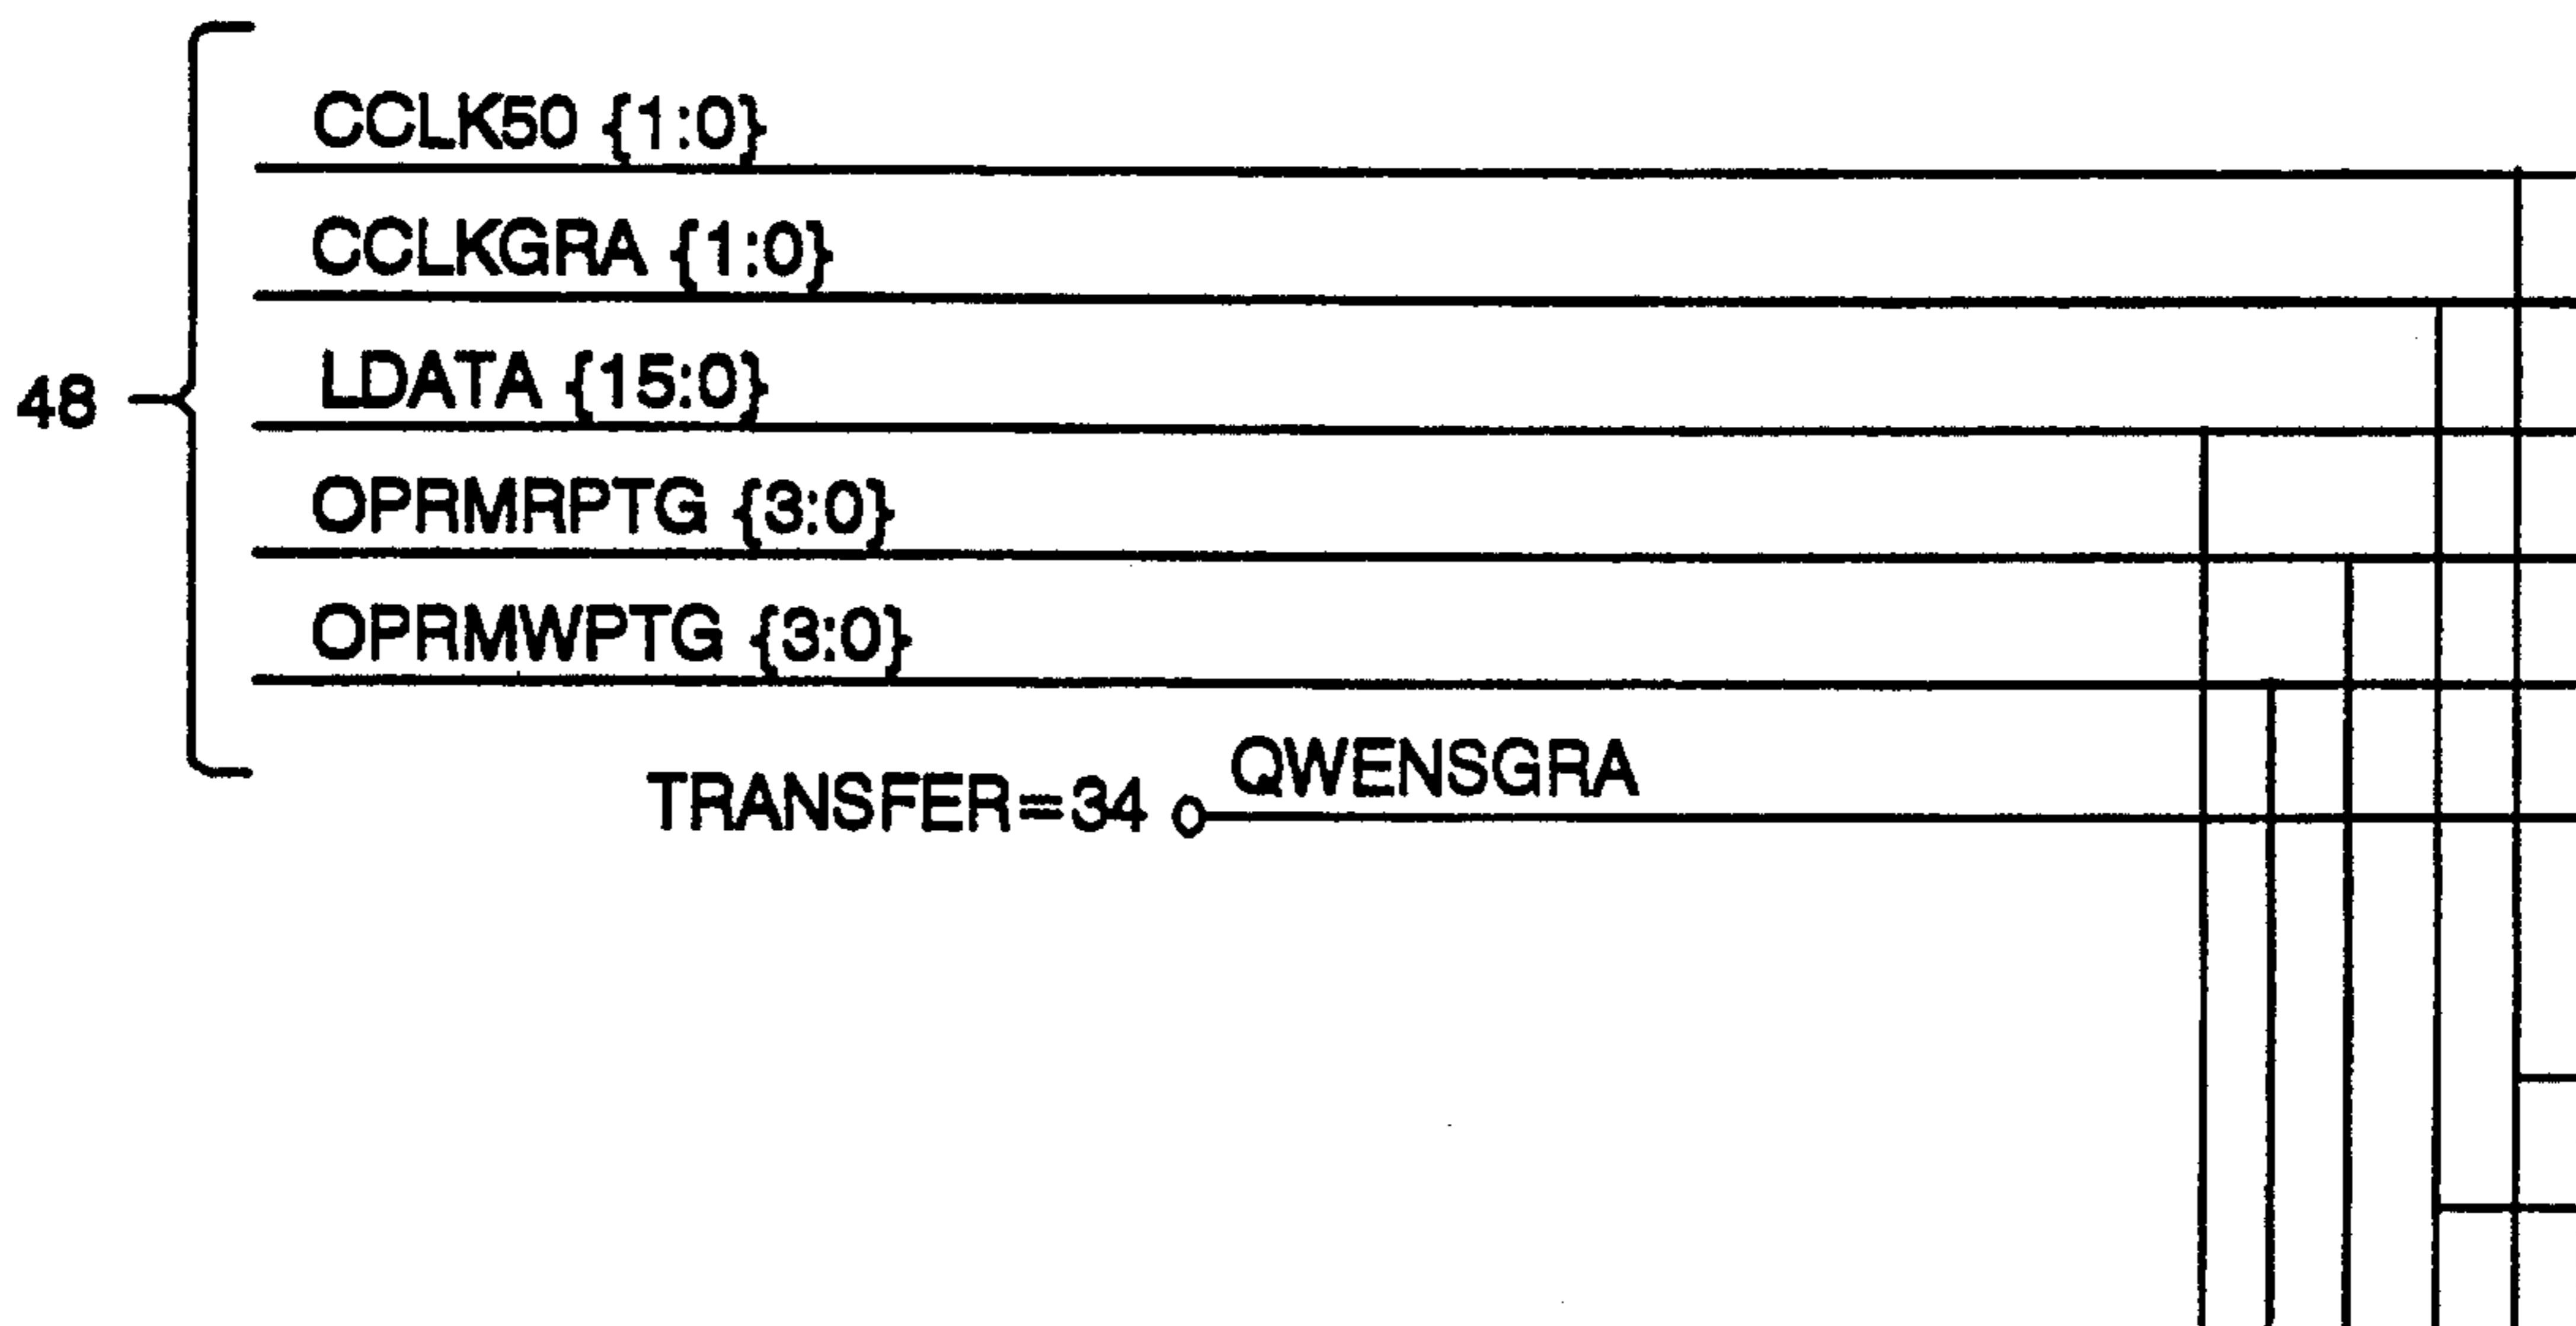 CCLK50 {1:0}
CCLKGRA {1:0}
LDATA {15:0}
48
OPRMRPTG {3:0}
OPRMWPTG {3:0}
QWENSGRA
TRANSFER=34